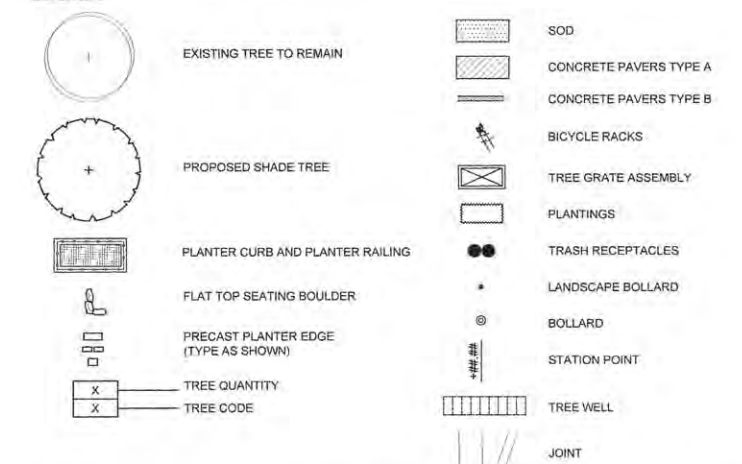 EXISTING TREE TO REMAIN
PROPOSED SHADE TREE
PLANTER CURB AND PLANTER RAILING
FLAT TOP SEATING BOULDER
PRECAST PLANTER EDGE
(TYPE AS SHOWN)
X TREE QUANTITY
X TREE CODE
SOD
CONCRETE PAVERS TYPE A
CONCRETE PAVERS TYPE B
BICYCLE RACKS
TREE GRATE ASSEMBLY
PLANTINGS
TRASH RECEPTACLES
LANDSCAPE BOLLARD
BOLLARD
+##.## STATION POINT
TREE WELL
JOINT